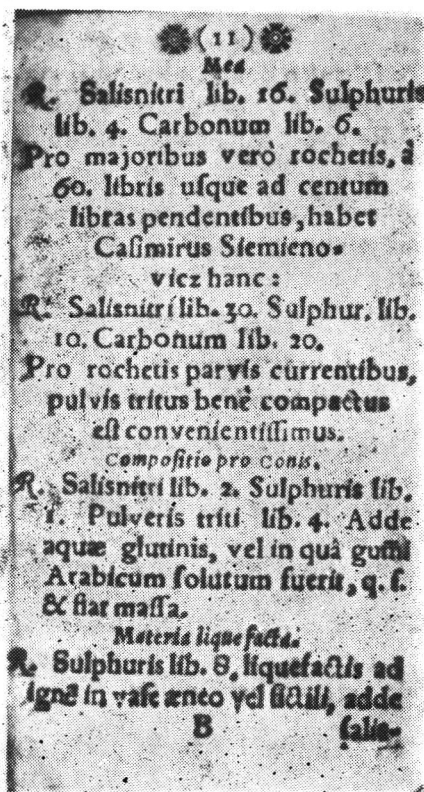 (11)
Mea
℞. Salisnitri lib. 16. Sulphuris
lib. 4. Carbonum lib. 6.
Pro majoribus verò rochetis, à
60. libris uſque ad centum
libras pendentibus, habet
Caſimirus Siemieno-
vicz hanc:
℞. Salisnitri lib. 30. Sulphur. lib.
10. Carbonum lib. 20.
Pro rochetis parvis currentibus,
pulvis tritus benè compactus
eſt convenientiſſimus.
Compoſitio pro Conis.
℞. Salisnitri lib. 2. Sulphuris lib.
1. Pulveris triti lib. 4. Adde
aquæ glutinis, vel in quâ gumi
Arabicum ſolutum fuerit, q. ſ.
& fiat maſſa.
Materia liquefacta.
℞. Sulphuris lib. 8, liquefactis ad
ignẽ in vaſe æneo vel fictili, adde
B ſalis-